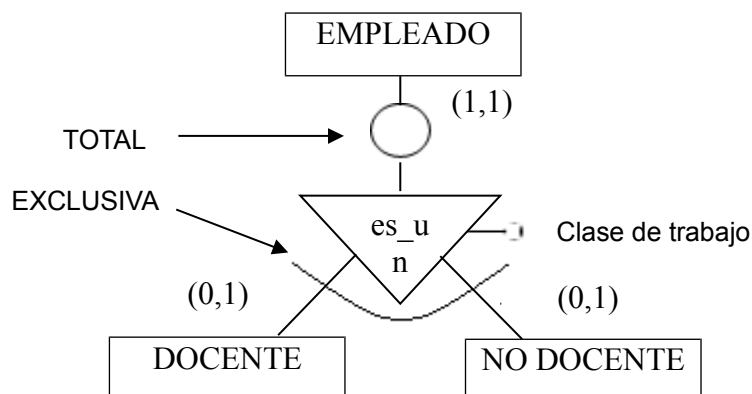 EMPLEADO
(1,1)
TOTAL
EXCLUSIVA
es_u
n
Clase de trabajo
(0,1)
(0,1)
DOCENTE
NO DOCENTE